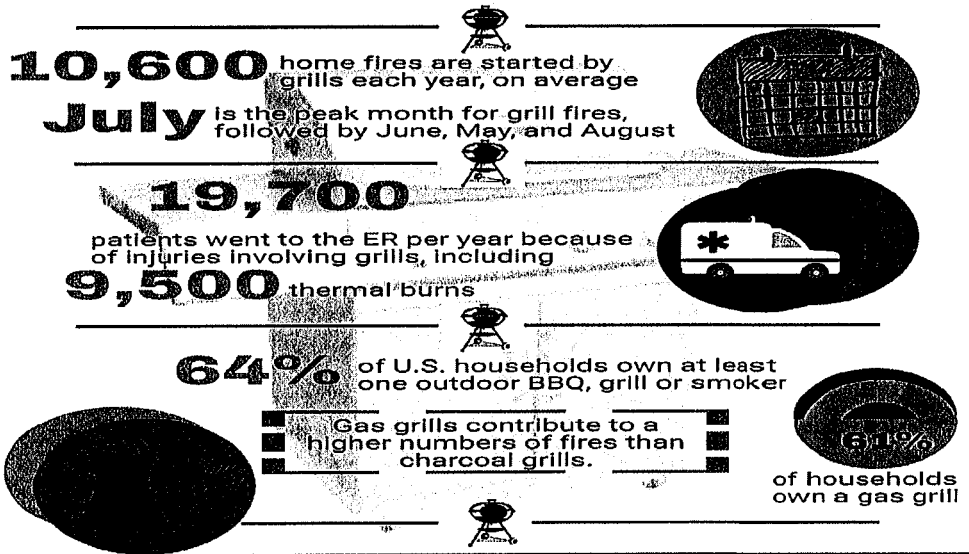 10,600 home fires are started by
grills each year, on average
July is the peak month for grill fires,
followed by June, May, and August
19,700
patients went to the ER per year because
of injuries involving grills, including
9,500 thermal burns
64% of U.S. households own at least
one outdoor BBQ, grill or smoker
Gas grills contribute to a
higher numbers of fires than
charcoal grills.
61%
of households
own a gas grill